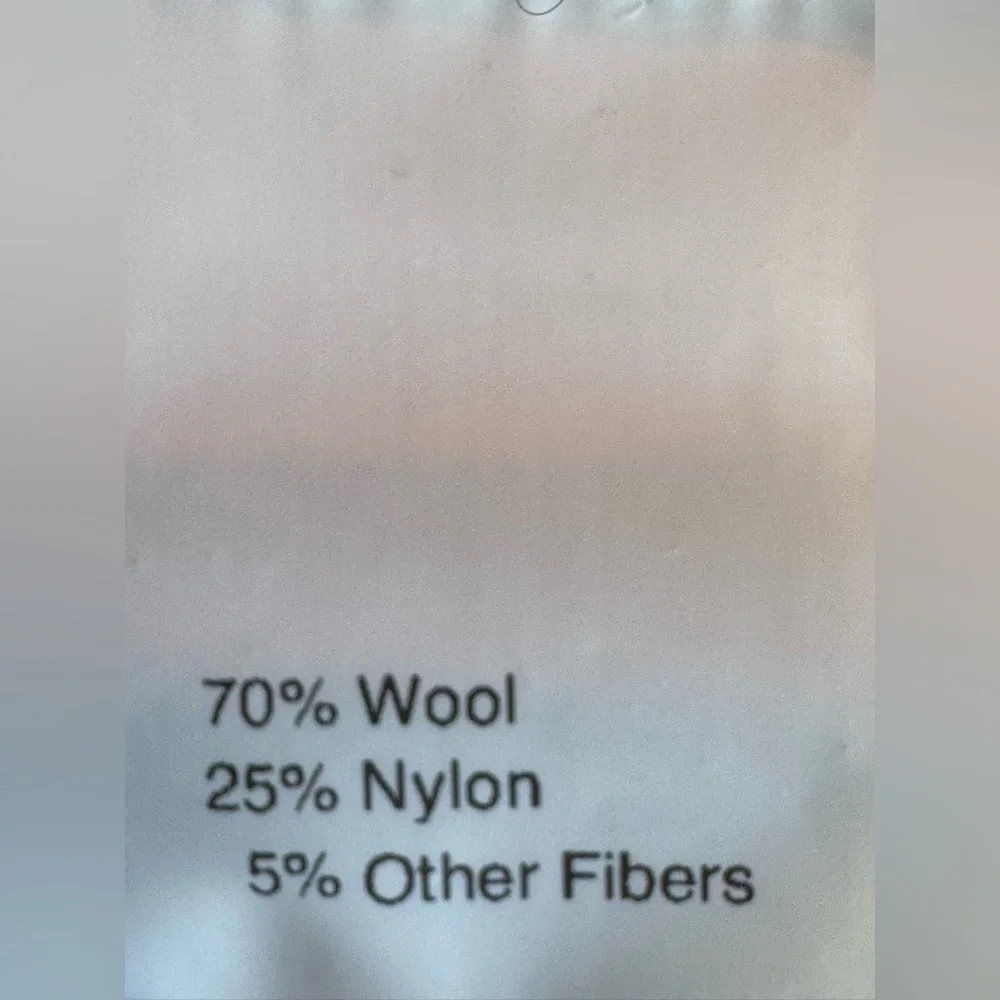 70% Wool
25% Nylon
5% Other Fibers